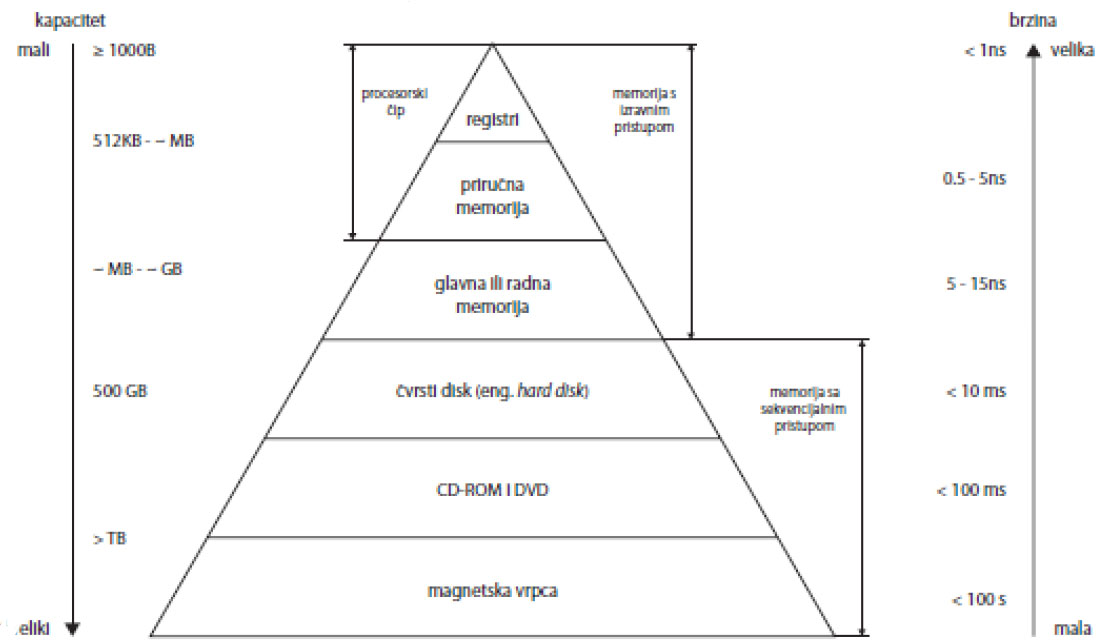 kapacitet
brzina
mali
≥ 1000B
< 1ns
velika
procesorski
čip
memorija s
izravnim
pristupom
registri
512KB - ~ MB
priručna
memorija
0.5 - 5ns
~ MB - ~ GB
glavna ili radna
memorija
5 - 15ns
500 GB
čvrsti disk (eng. hard disk)
memorija sa
sekvencijalnim
pristupom
< 10 ms
CD-ROM I DVD
< 100 ms
> TB
magnetska vrpca
< 100 s
eliki
mala